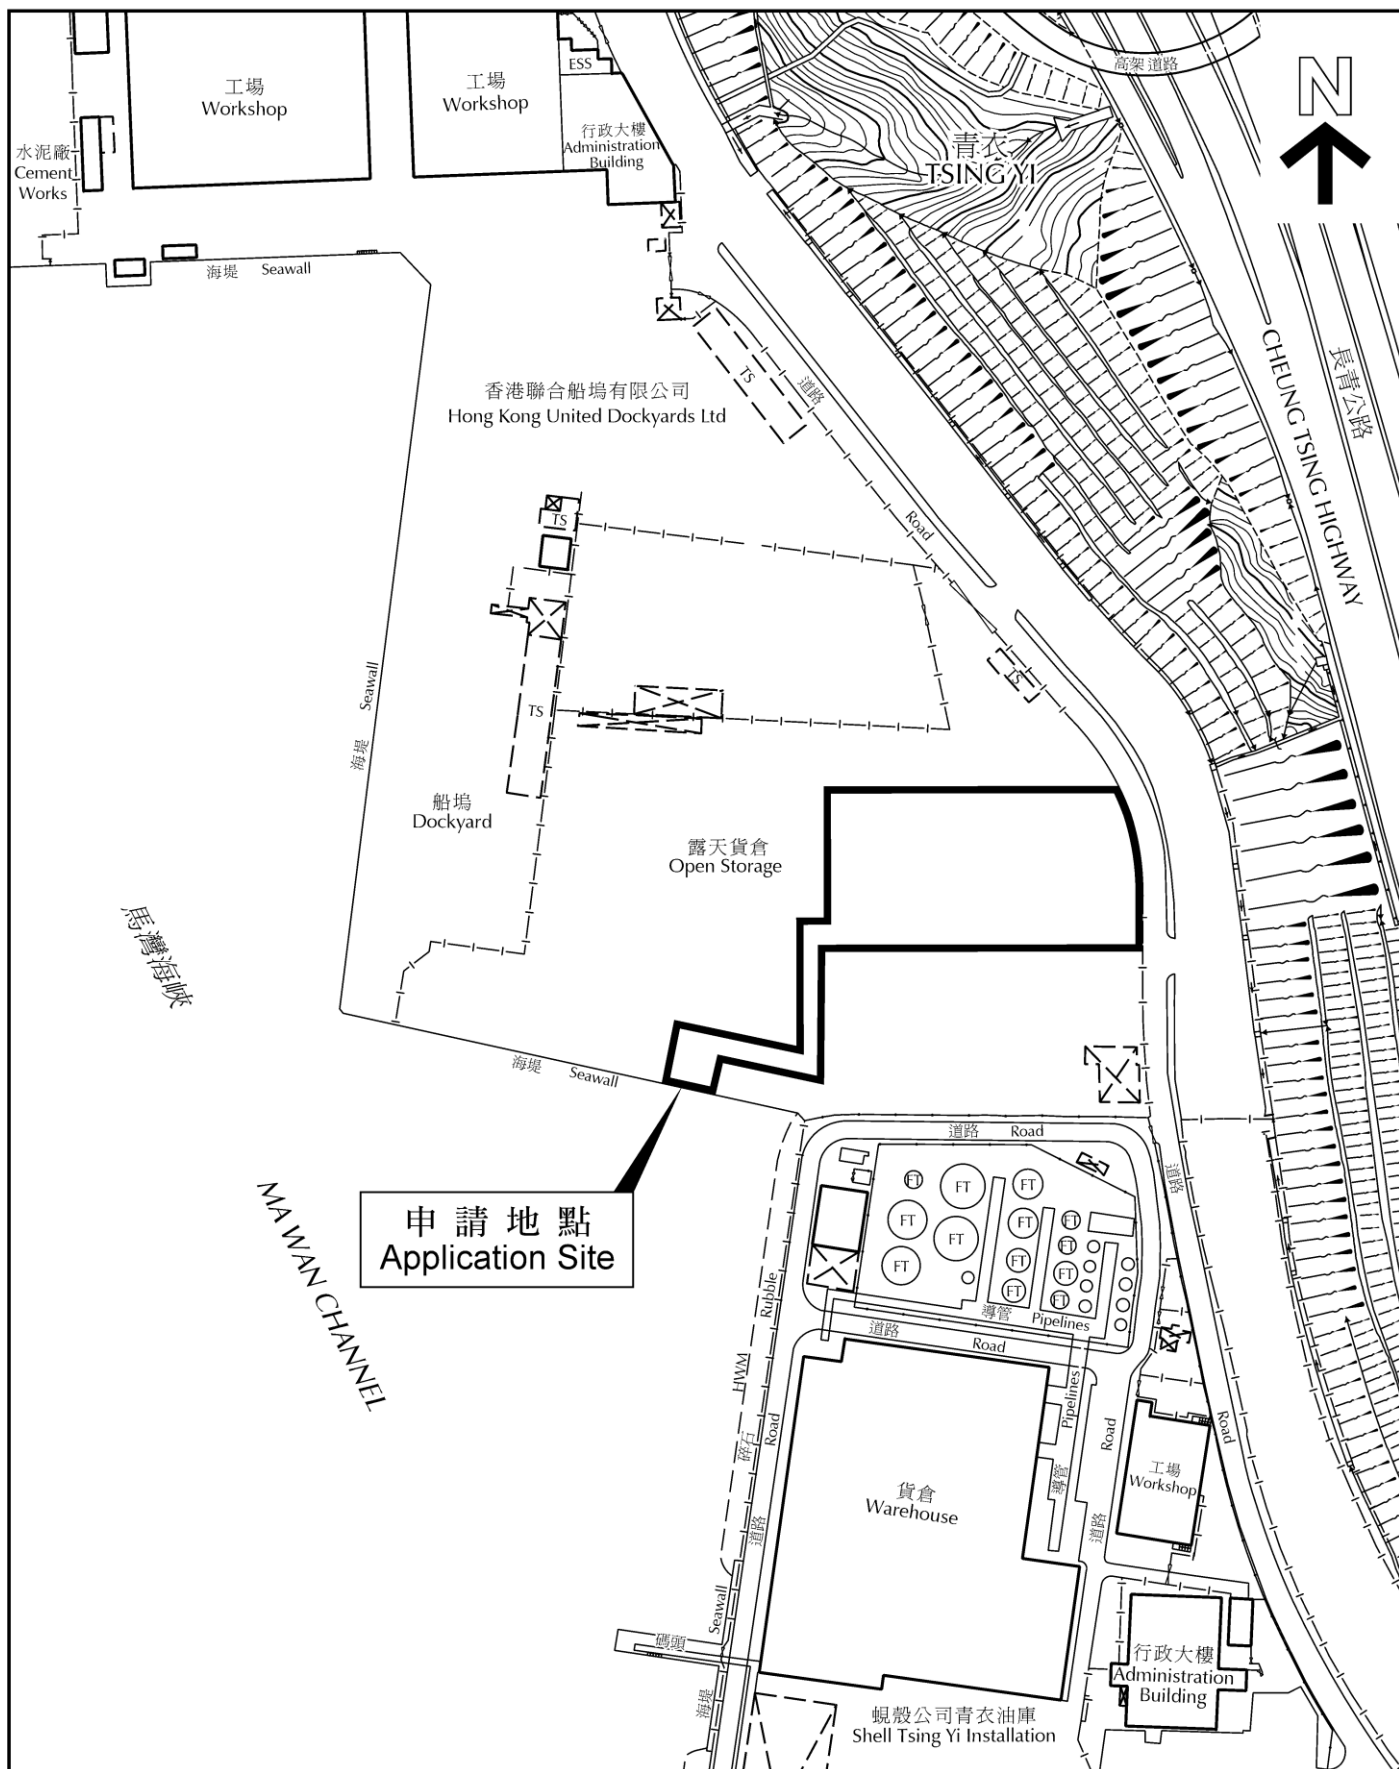 工場
Workshop
工場
Workshop
ESS
行政大樓
Administration
Building
水泥廠
Cement
Works
高架道路
N
青衣
TSING YI
海堤 Seawall
香港聯合船塢有限公司
Hong Kong United Dockyards Ltd
TS
道路
Road
CHEUNG TSING HIGHWAY
長青公路
TS
TS
TS
海堤 Seawall
船塢
Dockyard
露天貨倉
Open Storage
馬灣海峽
MA WAN CHANNEL
海堤 Seawall
申請地點
Application Site
道路 Road
道路
Road
FT
FT
FT
FT
FT
FT
FT
FT
FT
FT
FT
FT
FT
導管 Pipelines
道路 Road
Rubble
碎石
HWM
道路 Road
Pipelines
導管
道路 Road
工場
Workshop
貨倉
Warehouse
海堤 Seawall
碼頭
行政大樓
Administration
Building
蜆殼公司青衣油庫
Shell Tsing Yi Installation